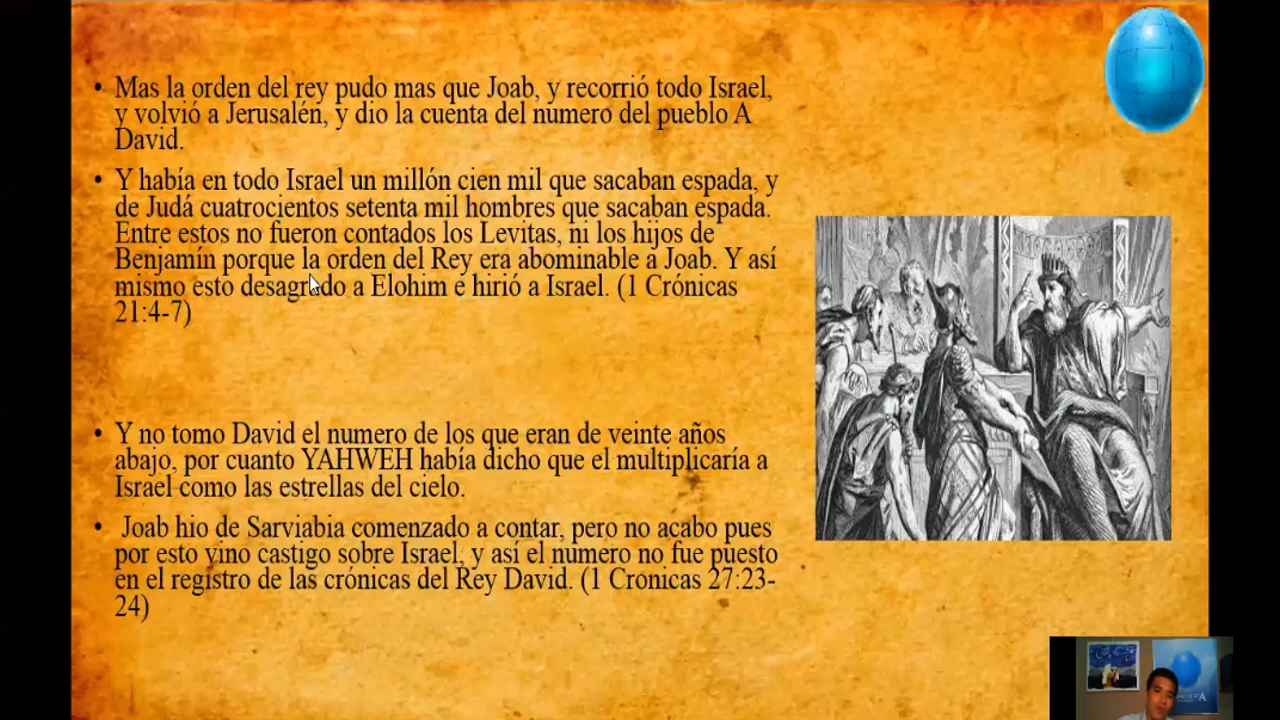 • Mas la orden del rey pudo mas que Joab, y recorrió todo Israel,
y volvió a Jerusalén, y dio la cuenta del numero del pueblo A
David.
• Y había en todo Israel un millón cien mil que sacaban espada, y
de Judá cuatrocientos setenta mil hombres que sacaban espada.
Entre estos no fueron contados los Levitas, ni los hijos de
Benjamín porque la orden del Rey era abominable a Joab. Y así
mismo esto desagrado a Elohim e hirió a Israel. (1 Crónicas
21:4-7)
• Y no tomo David el numero de los que eran de veinte años
abajo, por cuanto YAHWEH había dicho que el multiplicaría a
Israel como las estrellas del cielo.
• Joab hio de Sarviabia comenzado a contar, pero no acabo pues
por esto vino castigo sobre Israel, y así el numero no fue puesto
en el registro de las crónicas del Rey David. (1 Crónicas 27:23-
24)